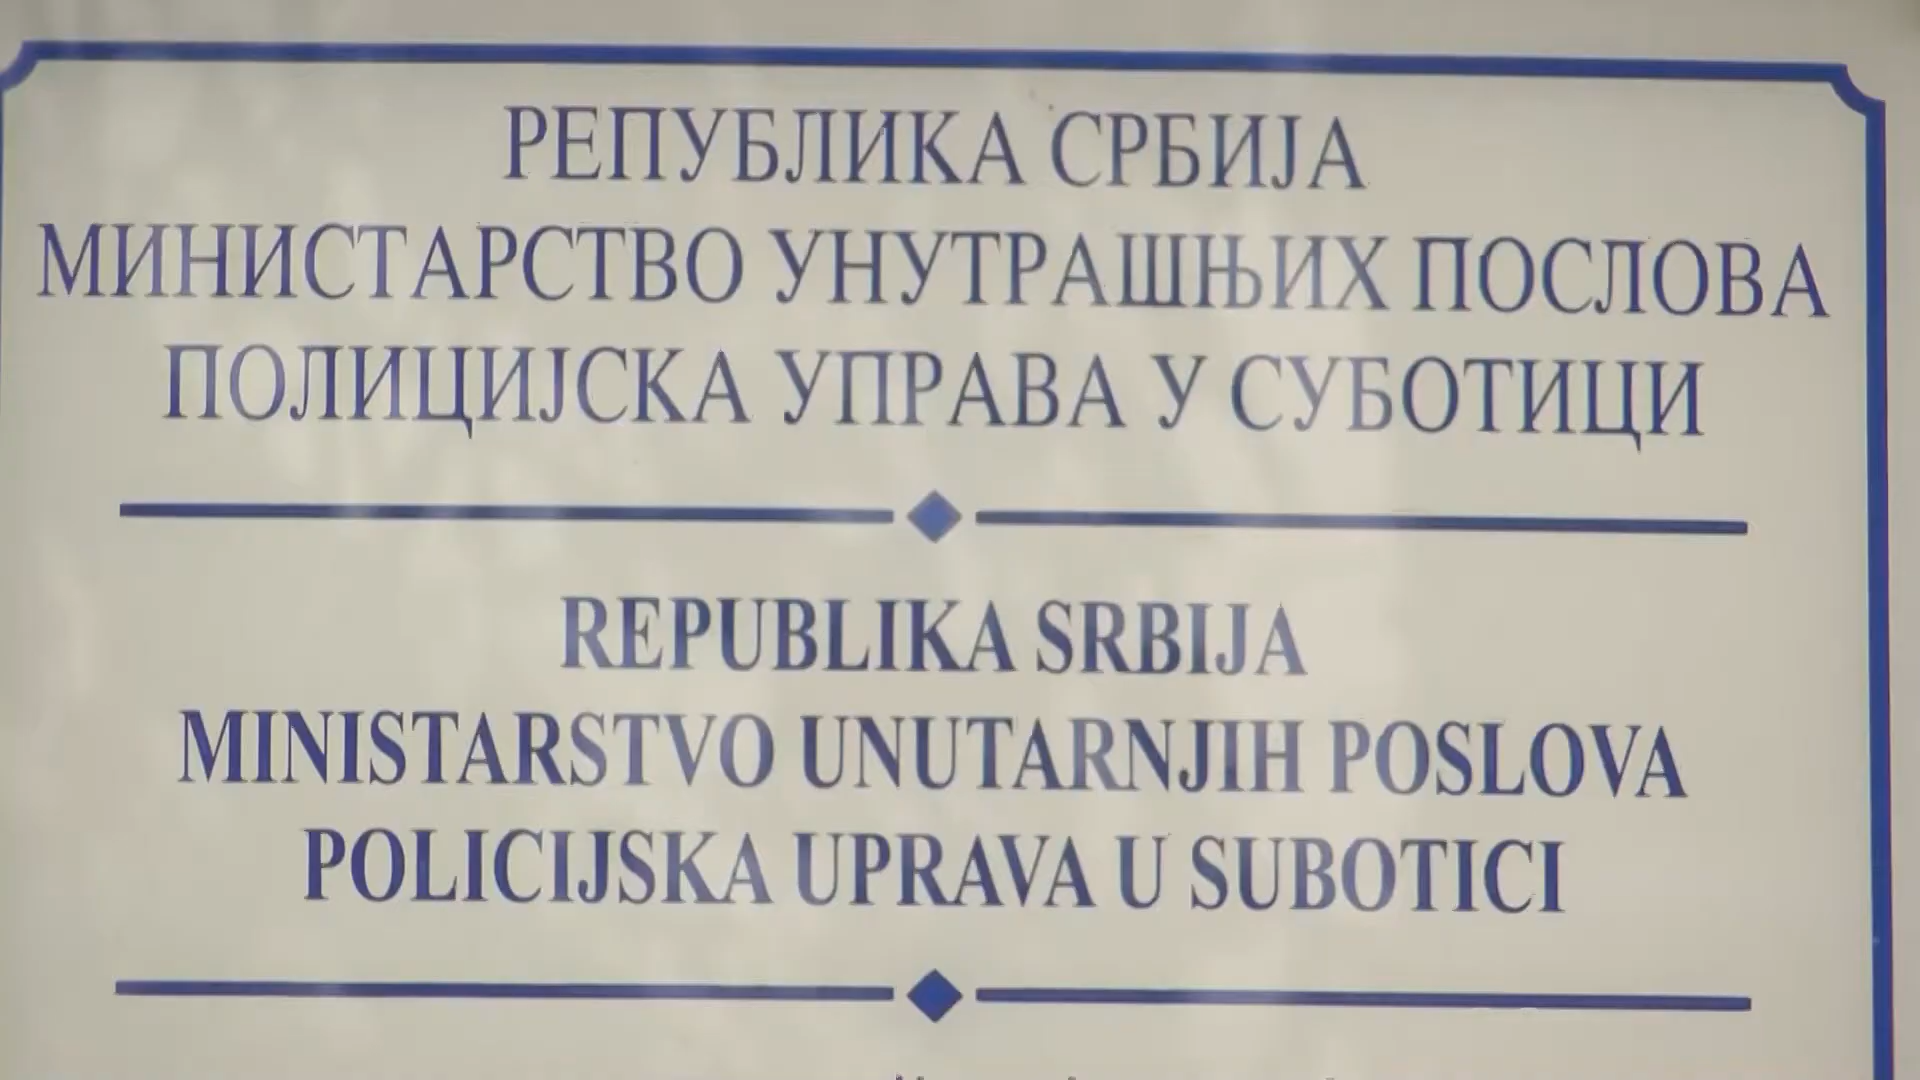 РЕПУБЛИКА СРБИЈА
МИНИСТАРСТВО УНУТРАШЊИХ ПОСЛОВА
ПОЛИЦИЈСКА УПРАВА У СУБОТИЦИ
REPUBLIKA SRBIJA
MINISTARSTVO UNUTARNJIH POSLOVA
POLICIJSKA UPRAVA U SUBOTICI